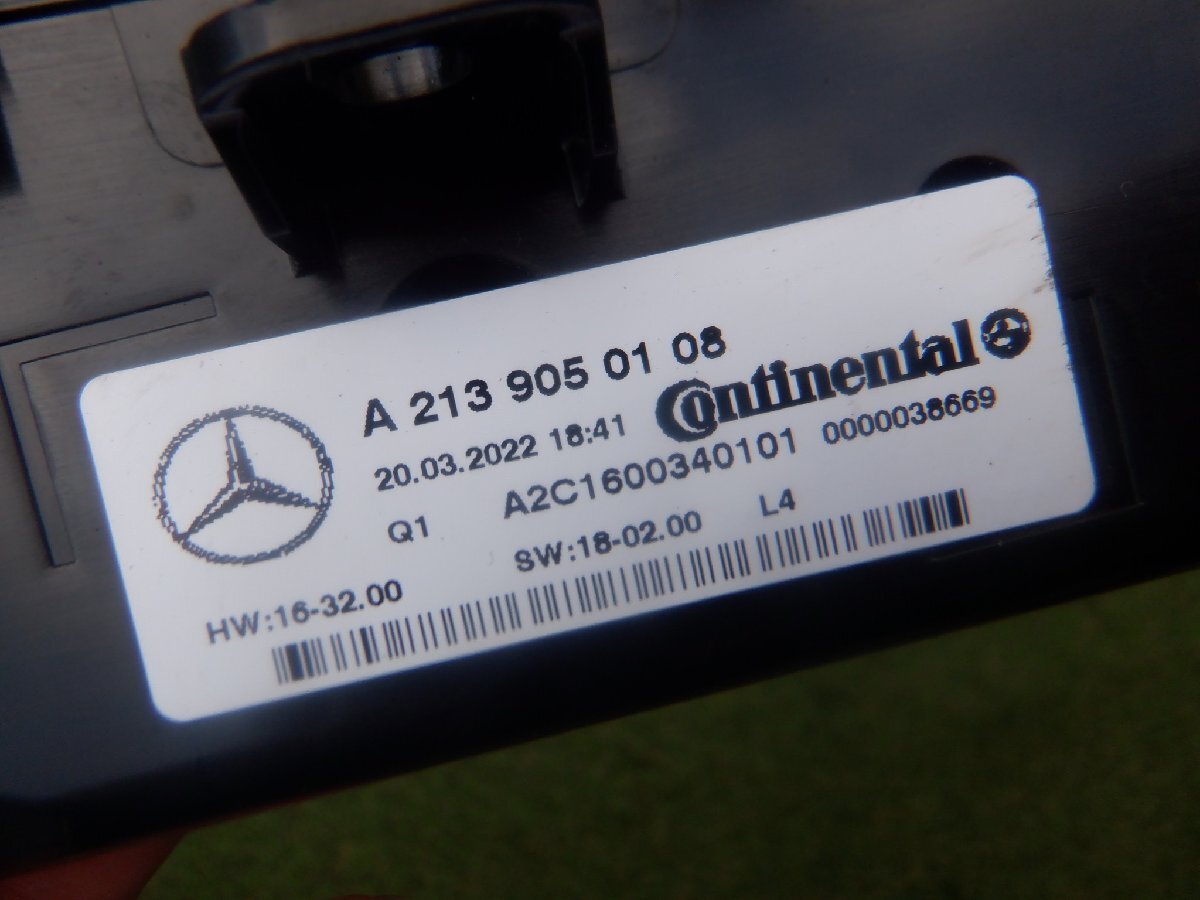 A 213 905 01 08
20.03.2022 18:41 Continental
A2C1600340101 0000038669
Q1 SW:18-02.00 L4
HW:16-32.00